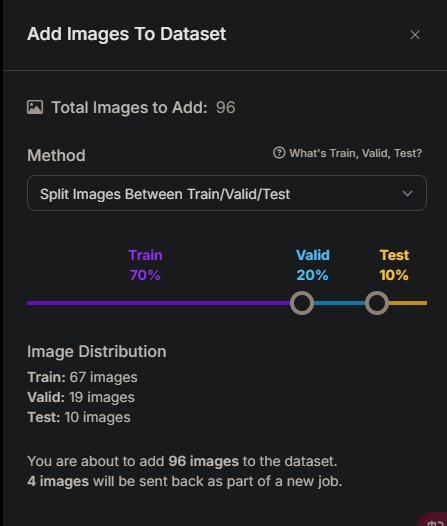 Add Images To Dataset
Total Images to Add: 96
Method
What's Train, Valid, Test?
Split Images Between Train/Valid/Test
Train
70%
Valid
20%
Test
10%
Image Distribution
Train: 67 images
Valid: 19 images
Test: 10 images
You are about to add 96 images to the dataset.
4 images will be sent back as part of a new job.